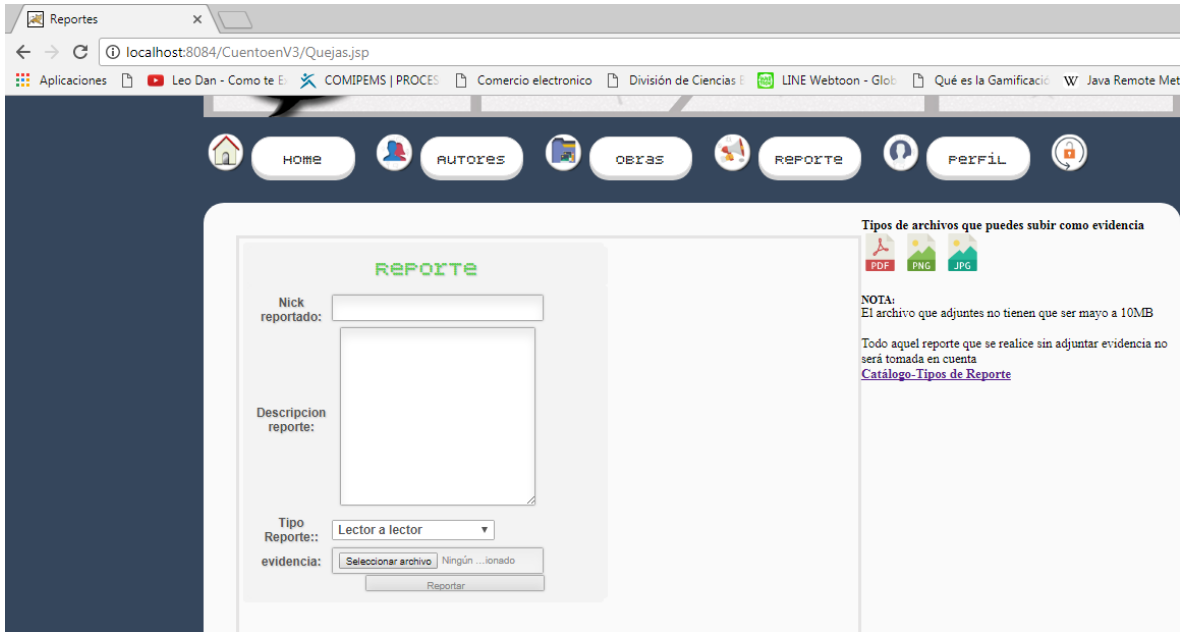 Reportes
localhost:8084/CuentoenV3/Quejas.jsp
Aplicaciones Leo Dan - Como te E COMIPEMS | PROCES Comercio electronico División de Ciencias E LINE Webtoon - Glob Qué es la Gamificació W Java Remote Met
Home AUTORES OBRAS REPORTE PERFIL
REPORTE
Nick
reportado:
Descripcion
reporte:
Tipo
Reporte::
Lector a lector
evidencia:
Seleccionar archivo Ningún ...ionado
Reportar
Tipos de archivos que puedes subir como evidencia
PDF PNG JPG
NOTA:
El archivo que adjuntes no tienen que ser mayo a 10MB
Todo aquel reporte que se realice sin adjuntar evidencia no
será tomada en cuenta
Catálogo-Tipos de Reporte